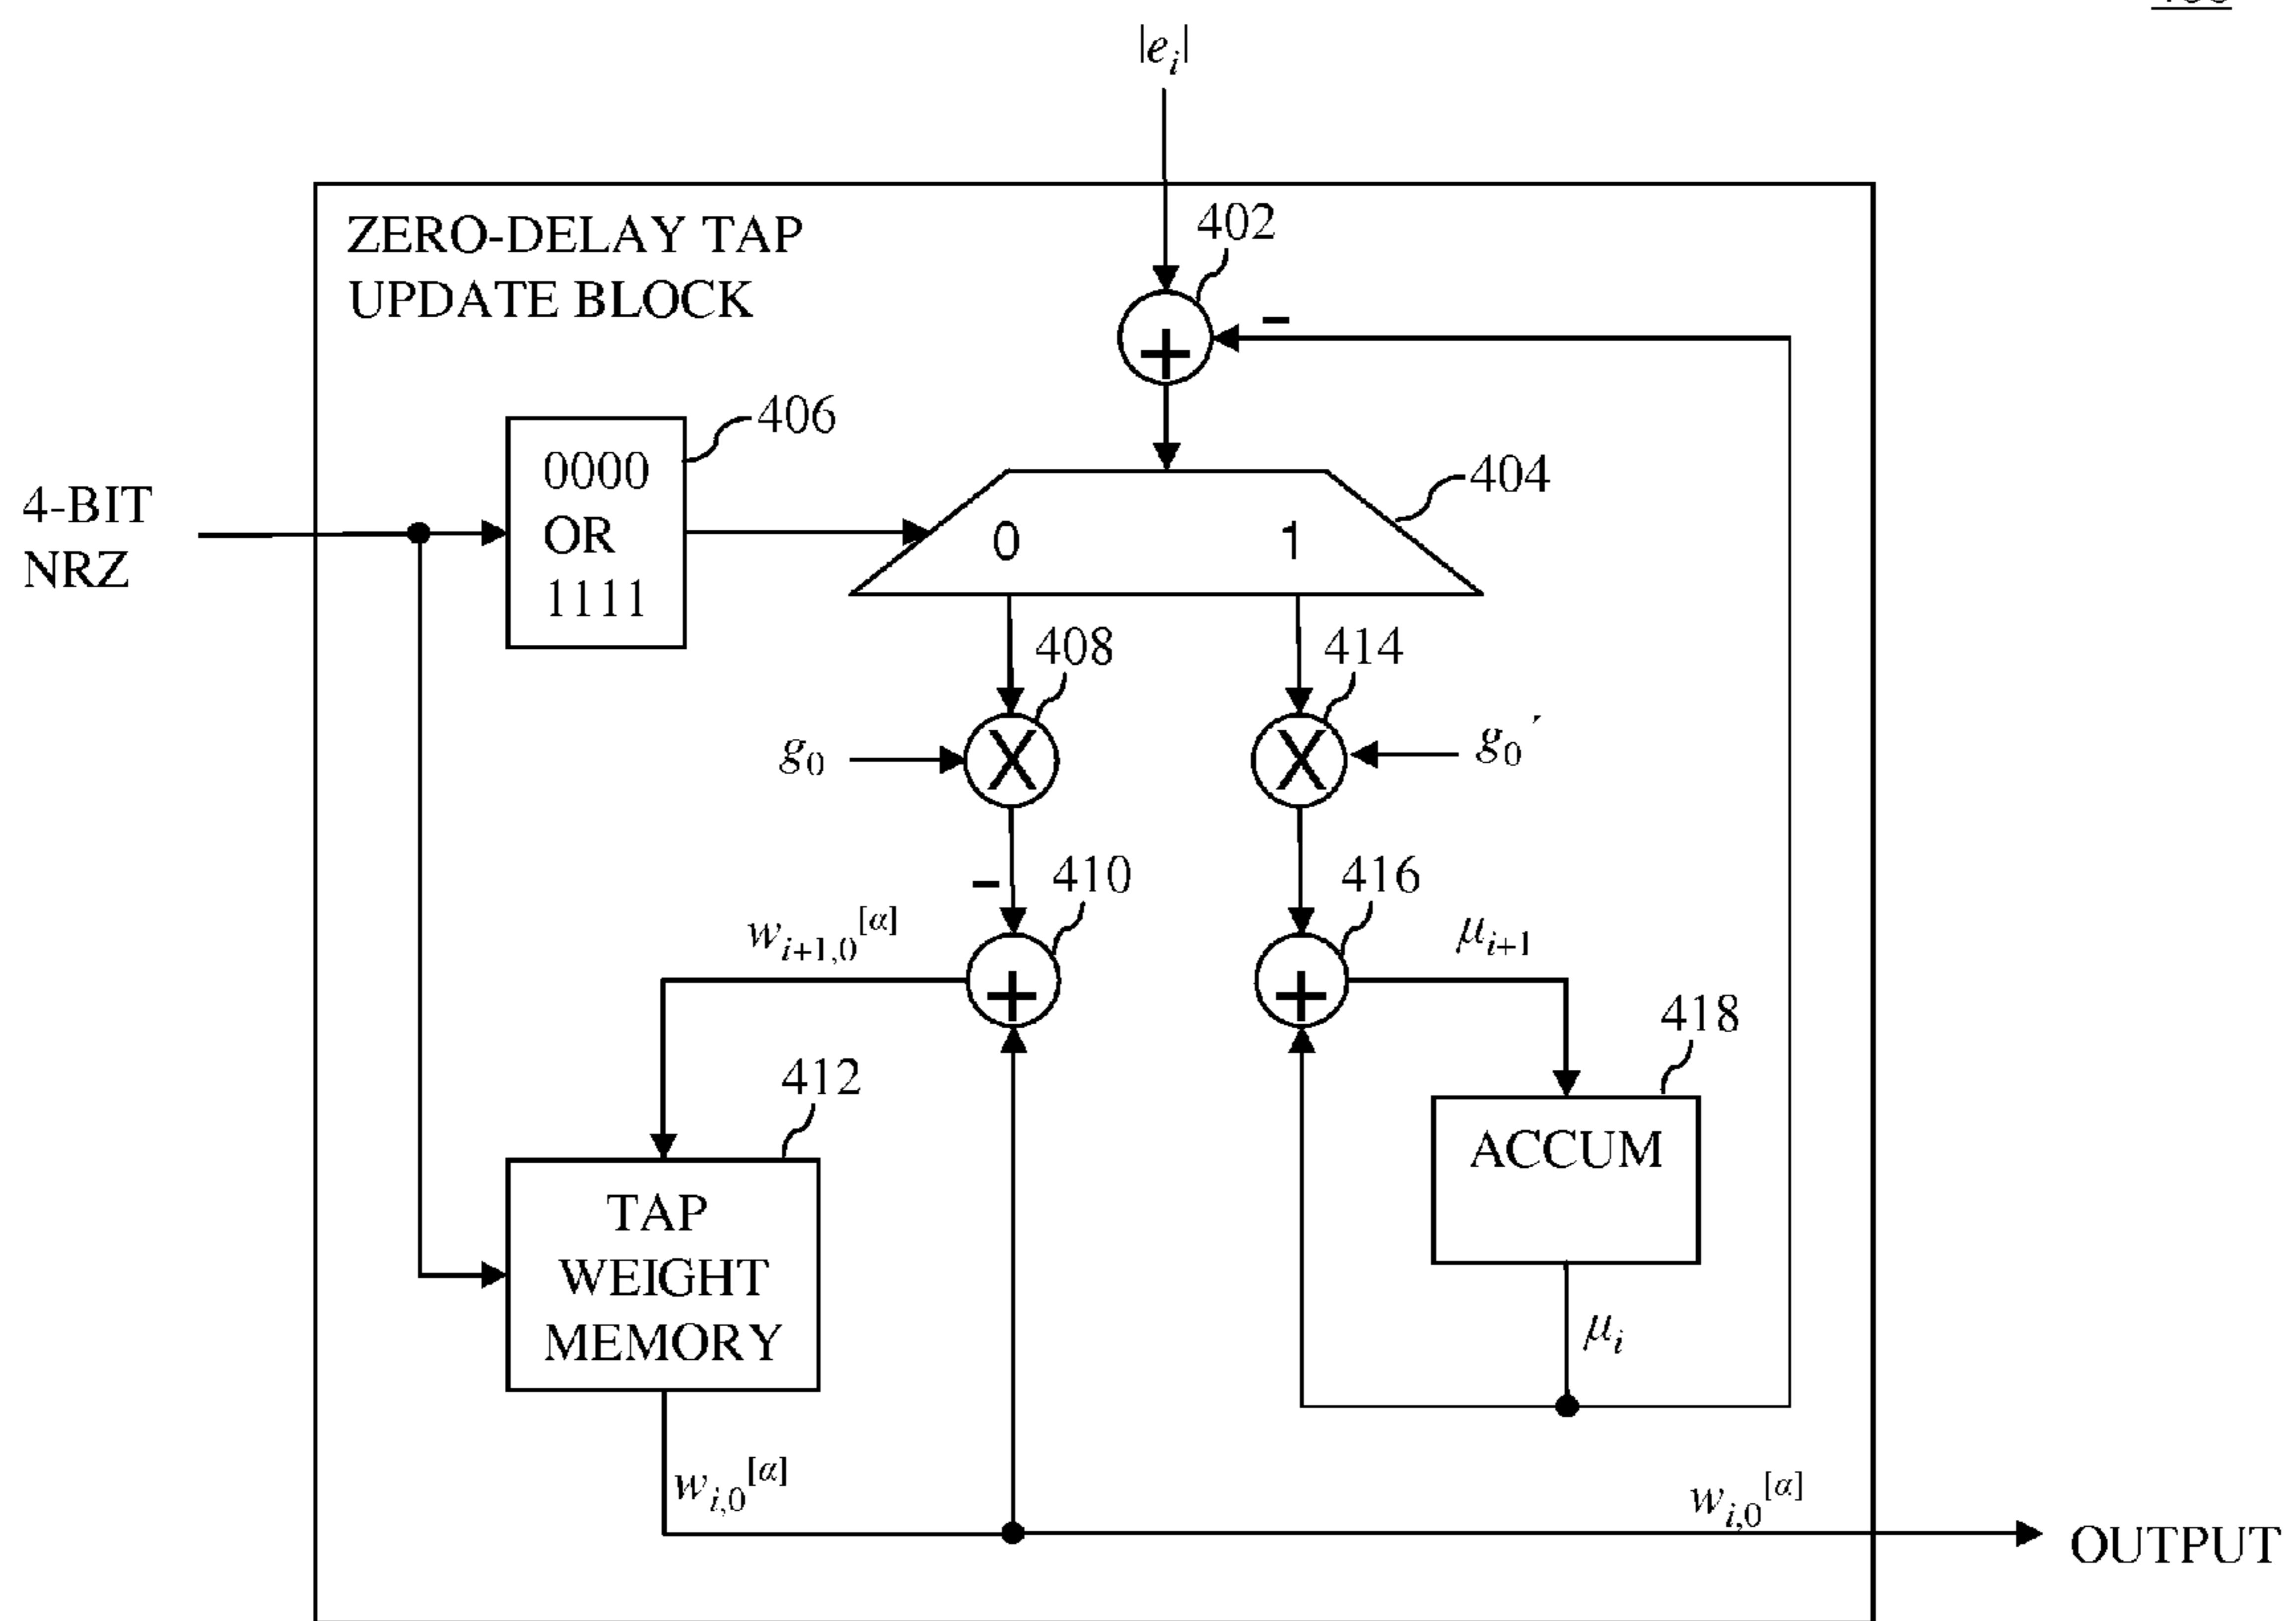 |e_i|
ZERO-DELAY TAP
UPDATE BLOCK
402
-
+
406
0000
OR
1111
4-BIT
NRZ
404
0 1
408
414
g_0
X
X
g_0′
-
410
416
w_{i+1,0}^{[α]}
μ_{i+1}
+
+
418
412
ACCUM
TAP
WEIGHT
MEMORY
μ_i
w_{i,0}^{[α]}
w_{i,0}^{[α]}
OUTPUT